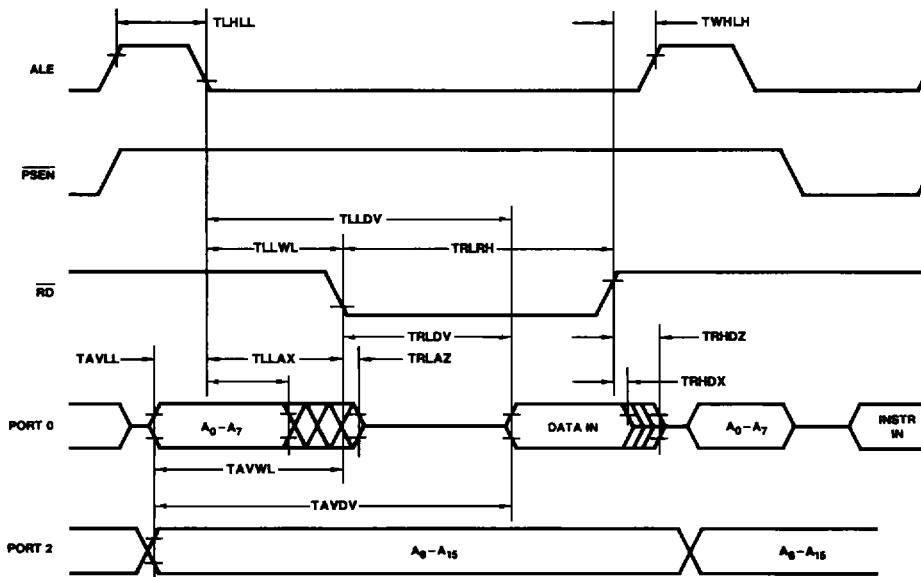 TLHLL
TWHLH
ALE
PSEN
TLLDV
TLLWL
TRLRH
RD
TRLDV
TRHDZ
TAVLL
TLLAX
TRLAZ
TRHDX
PORT 0
A0–A7
DATA IN
A0–A7
INSTR
IN
TAVWL
TAVDV
PORT 2
A8–A15
A8–A15